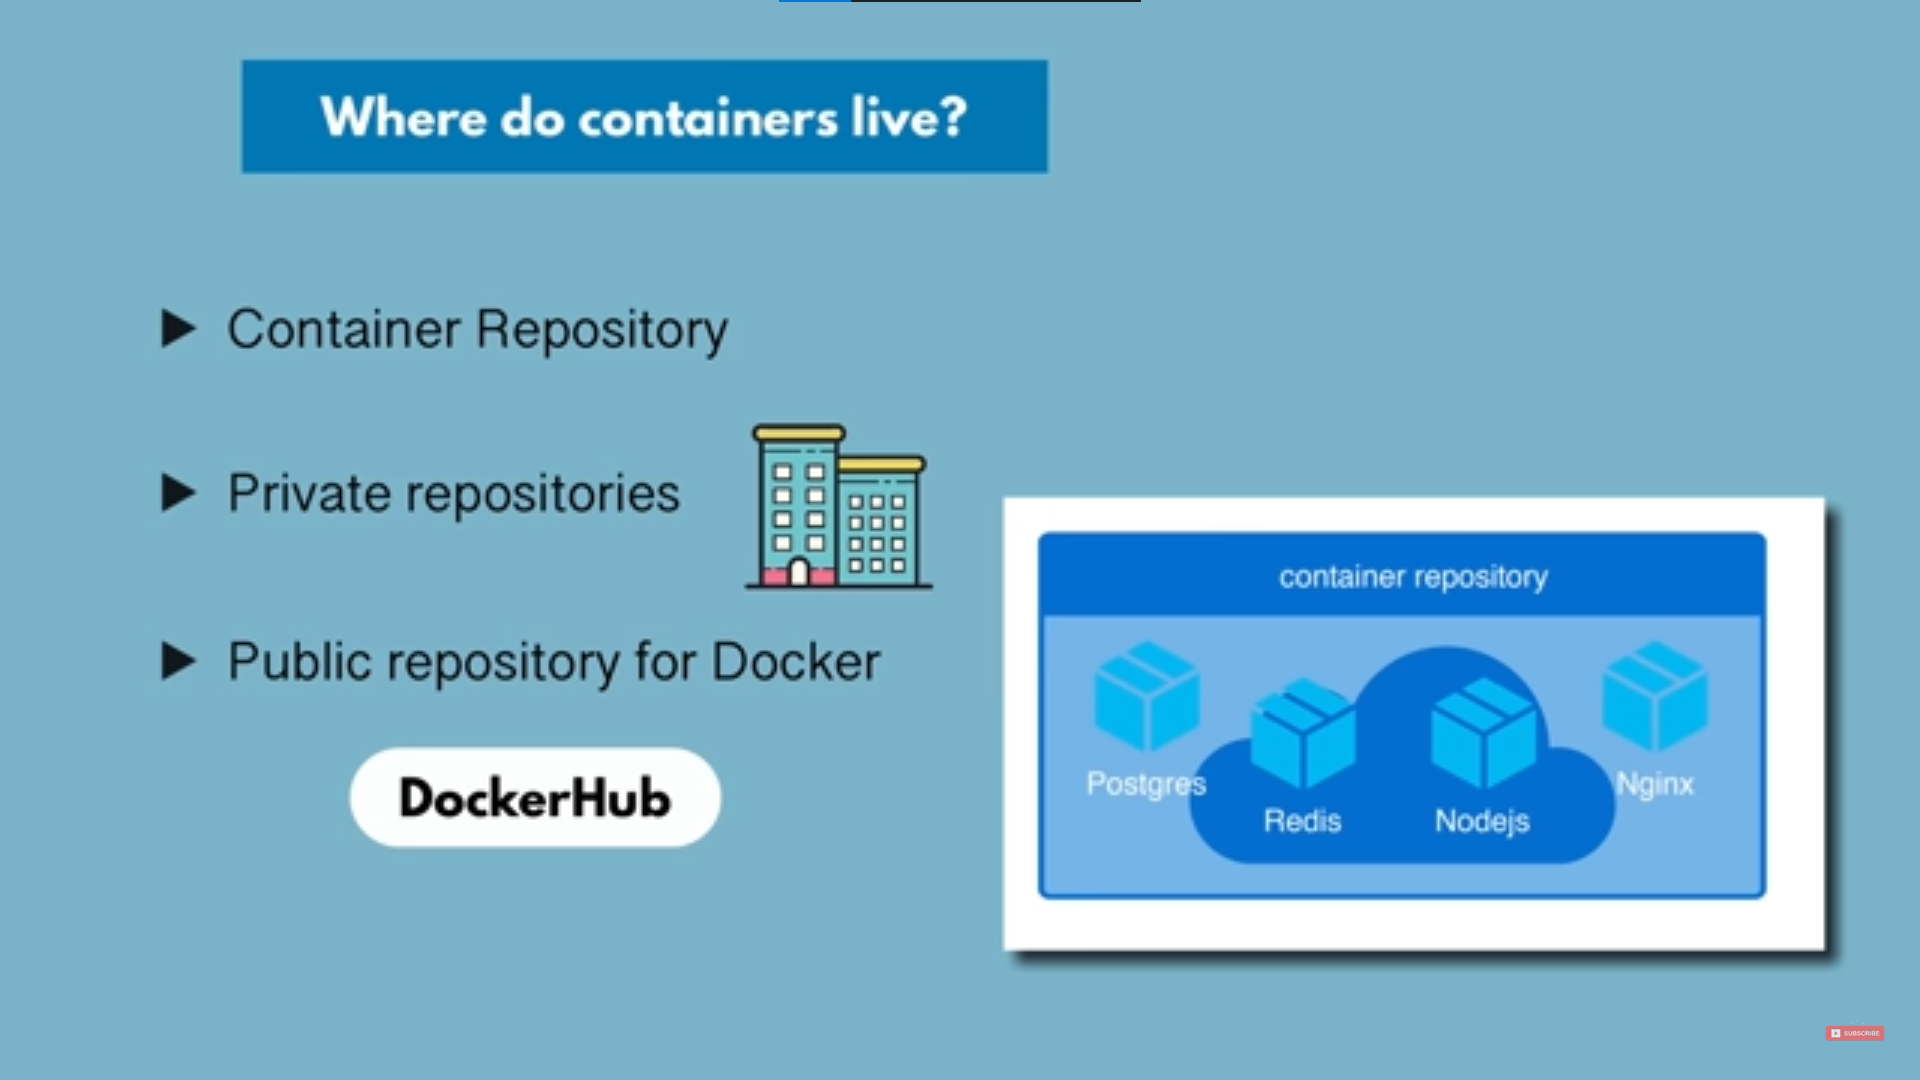 Where do containers live?
Container Repository
Private repositories
Public repository for Docker
DockerHub
container repository
Postgres
Redis
Nodejs
Nginx
SUBSCRIBE